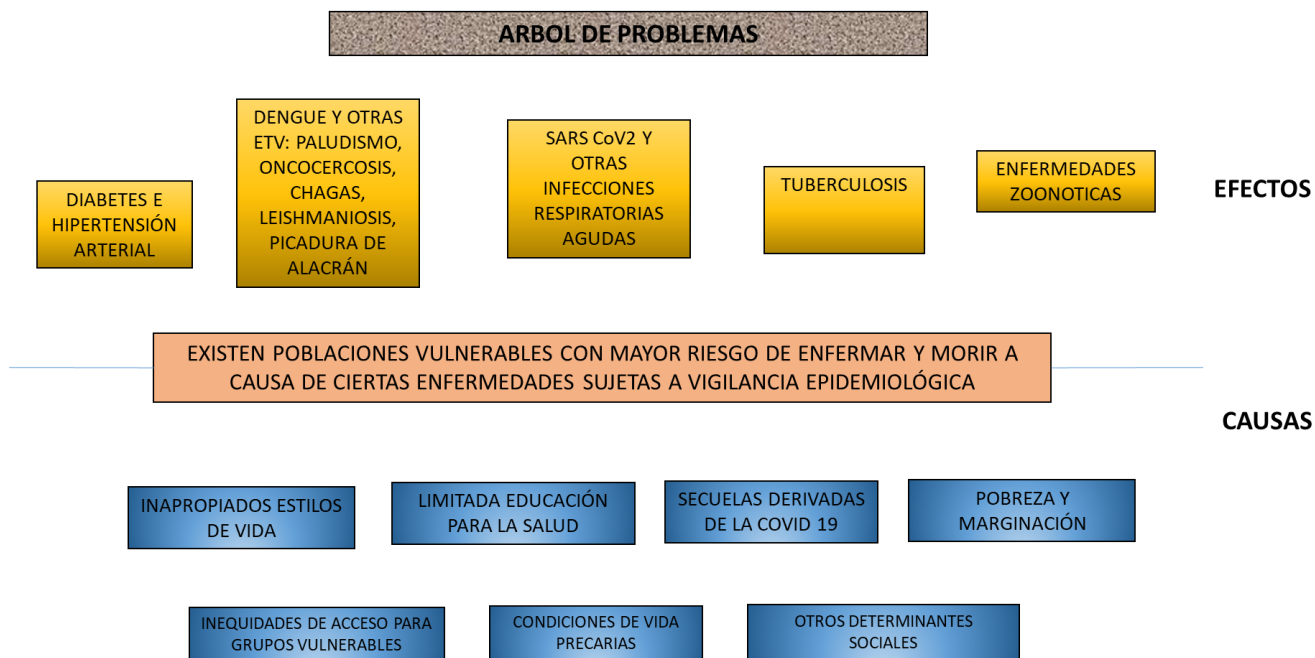 ARBOL DE PROBLEMAS
DIABETES E
HIPERTENSIÓN
ARTERIAL
DENGUE Y OTRAS
ETV: PALUDISMO,
ONCOCERCOSIS,
CHAGAS,
LEISHMANIOSIS,
PICADURA DE
ALACRÁN
SARS CoV2 Y
OTRAS
INFECCIONES
RESPIRATORIAS
AGUDAS
TUBERCULOSIS
ENFERMEDADES
ZOONOTICAS
EFECTOS
EXISTEN POBLACIONES VULNERABLES CON MAYOR RIESGO DE ENFERMAR Y MORIR A
CAUSA DE CIERTAS ENFERMEDADES SUJETAS A VIGILANCIA EPIDEMIOLÓGICA
CAUSAS
INAPROPIADOS ESTILOS
DE VIDA
LIMITADA EDUCACIÓN
PARA LA SALUD
SECUELAS DERIVADAS
DE LA COVID 19
POBREZA Y
MARGINACIÓN
INEQUIDADES DE ACCESO PARA
GRUPOS VULNERABLES
CONDICIONES DE VIDA
PRECARIAS
OTROS DETERMINANTES
SOCIALES